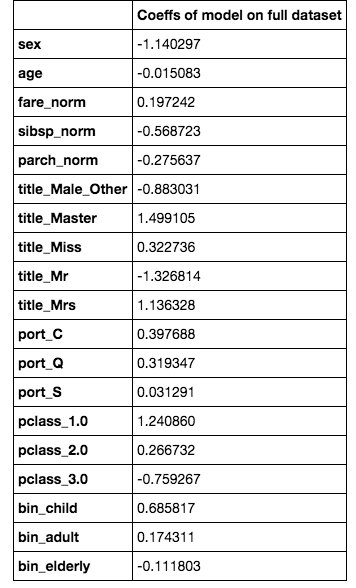 Coeffs of model on full dataset
sex -1.140297
age -0.015083
fare_norm 0.197242
sibsp_norm -0.568723
parch_norm -0.275637
title_Male_Other -0.883031
title_Master 1.499105
title_Miss 0.322736
title_Mr -1.326814
title_Mrs 1.136328
port_C 0.397688
port_Q 0.319347
port_S 0.031291
pclass_1.0 1.240860
pclass_2.0 0.266732
pclass_3.0 -0.759267
bin_child 0.685817
bin_adult 0.174311
bin_elderly -0.111803